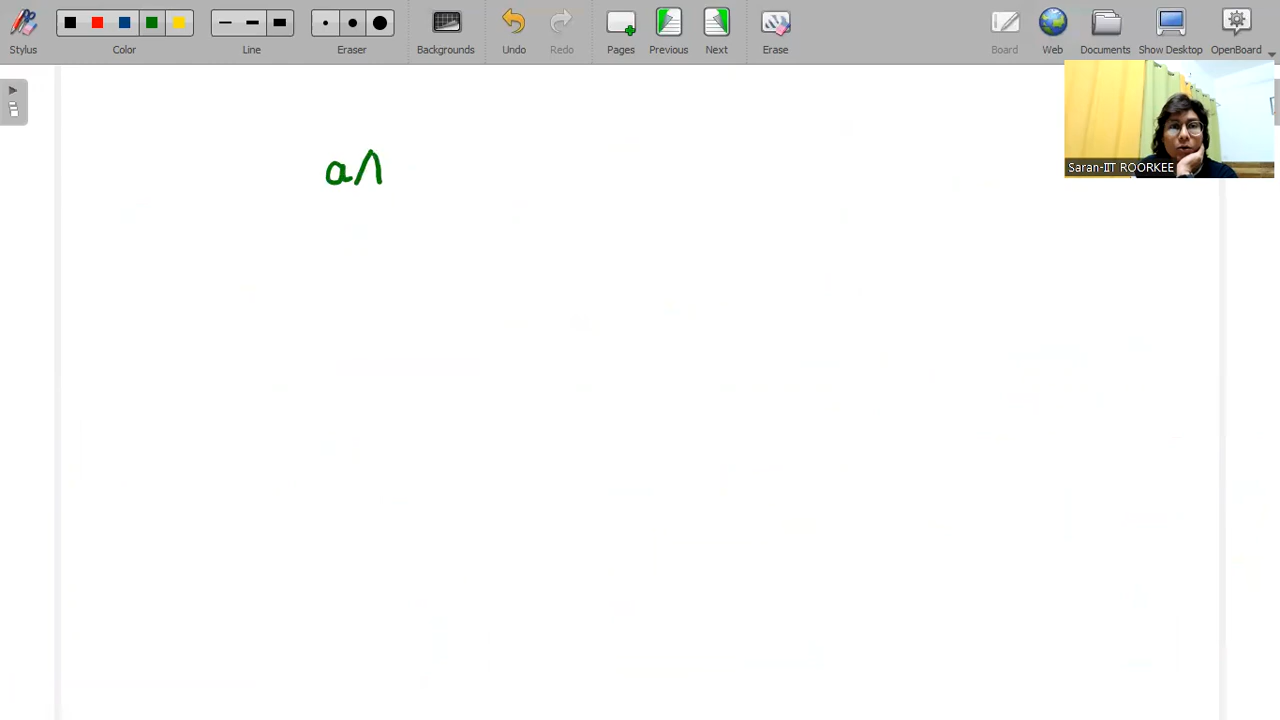 Stylus
Color
Line
Eraser
Backgrounds
Undo
Redo
Pages
Previous
Next
Erase
Board
Web
Documents
Show Desktop
OpenBoard
Saran-IIT ROORKEE
a∧